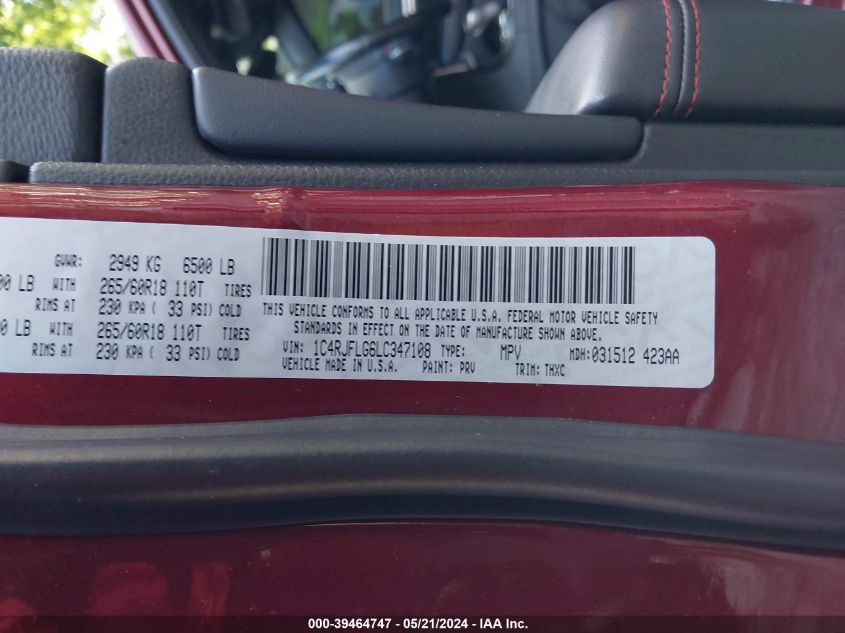 GVWR: 2949 KG 6500 LB
00 LB WITH 265/60R18 110T TIRES
RIMS AT 230 KPA ( 33 PSI) COLD
00 LB WITH 265/60R18 110T TIRES
RIMS AT 230 KPA ( 33 PSI) COLD
THIS VEHICLE CONFORMS TO ALL APPLICABLE U.S.A. FEDERAL MOTOR VEHICLE SAFETY
STANDARDS IN EFFECT ON THE DATE OF MANUFACTURE SHOWN ABOVE.
VIN: 1C4RJFLG6LC347108 TYPE: MPV MDH:031512 423AA
VEHICLE MADE IN U.S.A. PAINT: PRV TRIM: THXC
000-39464747 - 05/21/2024 - IAA Inc.